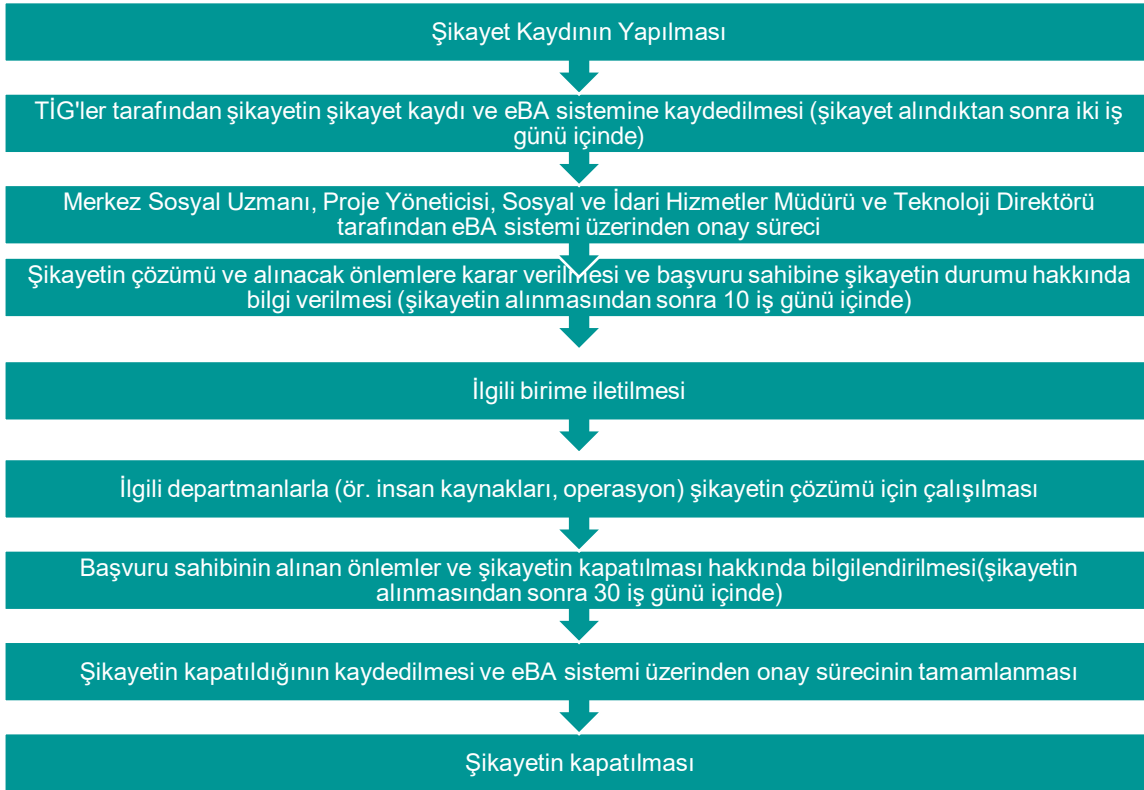 Şikayet Kaydının Yapılması
TİG'ler tarafından şikayetin şikayet kaydı ve eBA sistemine kaydedilmesi (şikayet alındıktan sonra iki iş
günü içinde)
Merkez Sosyal Uzmanı, Proje Yöneticisi, Sosyal ve İdari Hizmetler Müdürü ve Teknoloji Direktörü
tarafından eBA sistemi üzerinden onay süreci
Şikayetin çözümü ve alınacak önlemlere karar verilmesi ve başvuru sahibine şikayetin durumu hakkında
bilgi verilmesi (şikayetin alınmasından sonra 10 iş günü içinde)
İlgili birime iletilmesi
İlgili departmanlarla (ör. insan kaynakları, operasyon) şikayetin çözümü için çalışılması
Başvuru sahibinin alınan önlemler ve şikayetin kapatılması hakkında bilgilendirilmesi(şikayetin
alınmasından sonra 30 iş günü içinde)
Şikayetin kapatıldığının kaydedilmesi ve eBA sistemi üzerinden onay sürecinin tamamlanması
Şikayetin kapatılması